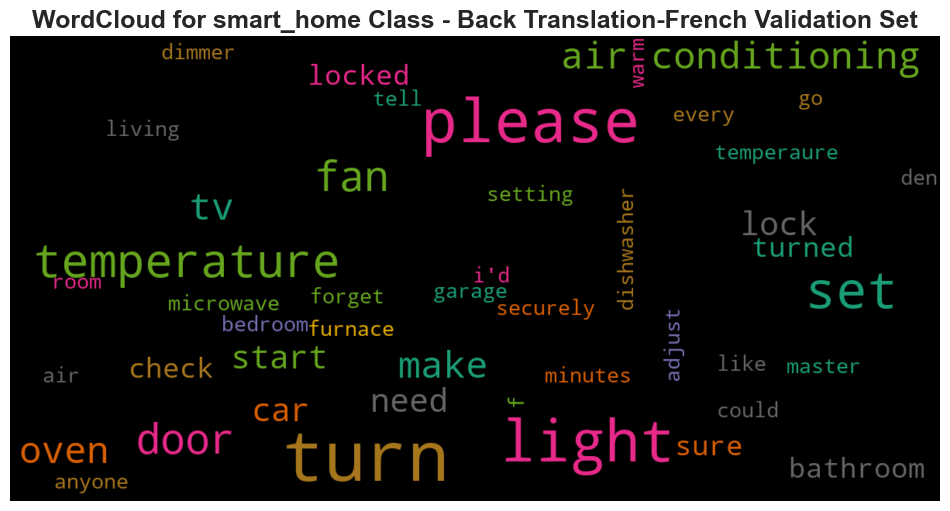 WordCloud for smart_home Class - Back Translation-French Validation Set
dimmer
air conditioning
warm
locked
tell
please
every
go
living
temperaure
fan
den
setting
tv
dishwasher
lock
turned
temperature
room
i'd
set
microwave
forget
garage
securely
bedroom
furnace
adjust
start
make
check
air
minutes
like
master
need
car
f
could
door
turn
light
sure
oven
bathroom
anyone